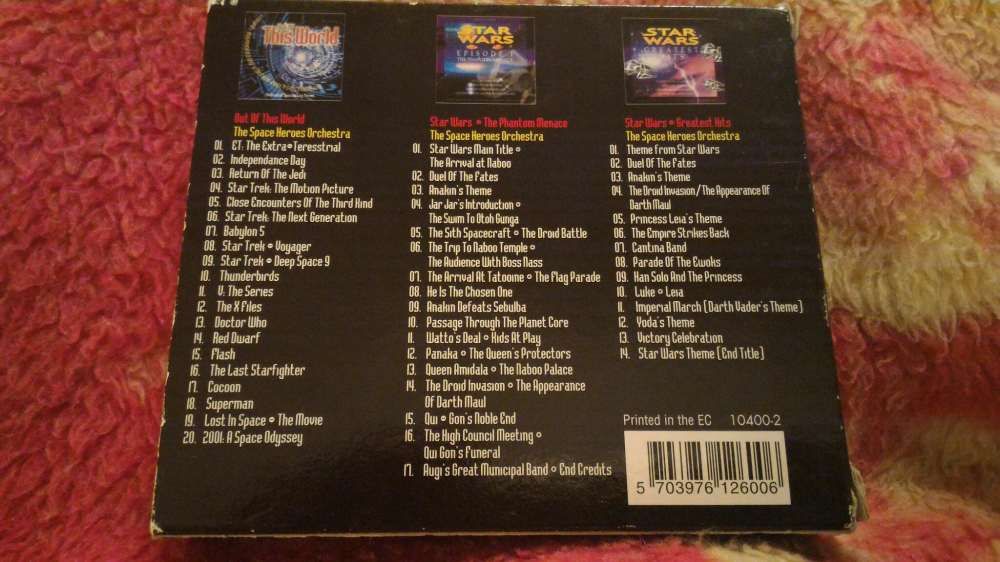 This World
STAR
WARS
EPISODE I
THE PHANTOM MENACE
STAR
WARS
GREATEST
Out Of This World
The Space Heroes Orchestra
01. ET: The Extra•Teresstrial
02. Independance Day
03. Return Of The Jedi
04. Star Trek: The Motion Picture
05. Close Encounters Of The Third Kind
06. Star Trek: The Next Generation
07. Babylon 5
08. Star Trek • Voyager
09. Star Trek • Deep Space 9
10. Thunderbirds
11. V: The Series
12. The X Files
13. Doctor Who
14. Red Dwarf
15. Flash
16. The Last Starfighter
17. Cocoon
18. Superman
19. Lost In Space • The Movie
20. 2001: A Space Odyssey
Star Wars • The Phantom Menace
The Space Heroes Orchestra
01. Star Wars Main Title •
The Arrival at Naboo
02. Duel Of The Fates
03. Anakin's Theme
04. Jar Jar's Introduction •
The Swim To Otoh Gunga
05. The Sith Spacecraft • The Droid Battle
06. The Trip To Naboo Temple •
The Audience With Boss Nass
07. The Arrival At Tatooine • The Flag Parade
08. He Is The Chosen One
09. Anakin Defeats Sebulba
10. Passage Through The Planet Core
11. Watto's Deal • Kids At Play
12. Panaka • The Queen's Protectors
13. Queen Amidala • The Naboo Palace
14. The Droid Invasion • The Appearance
Of Darth Maul
15. Qui • Gon's Noble End
16. The High Council Meeting •
Qui Gon's Funeral
17. Augi's Great Municipal Band • End Credits
Star Wars • Greatest Hits
The Space Heroes Orchestra
01. Theme From Star Wars
02. Duel Of The Fates
03. Anakin's Theme
04. The Droid Invasion/The Appearance Of
Darth Maul
05. Princess Leia's Theme
06. The Empire Strikes Back
07. Cantina Band
08. Parade Of The Ewoks
09. Han Solo And The Princess
10. Luke • Leia
11. Imperial March (Darth Vader's Theme)
12. Yoda's Theme
13. Victory Celebration
14. Star Wars Theme (End Title)
Printed in the EC 10400-2
5 703976 126006